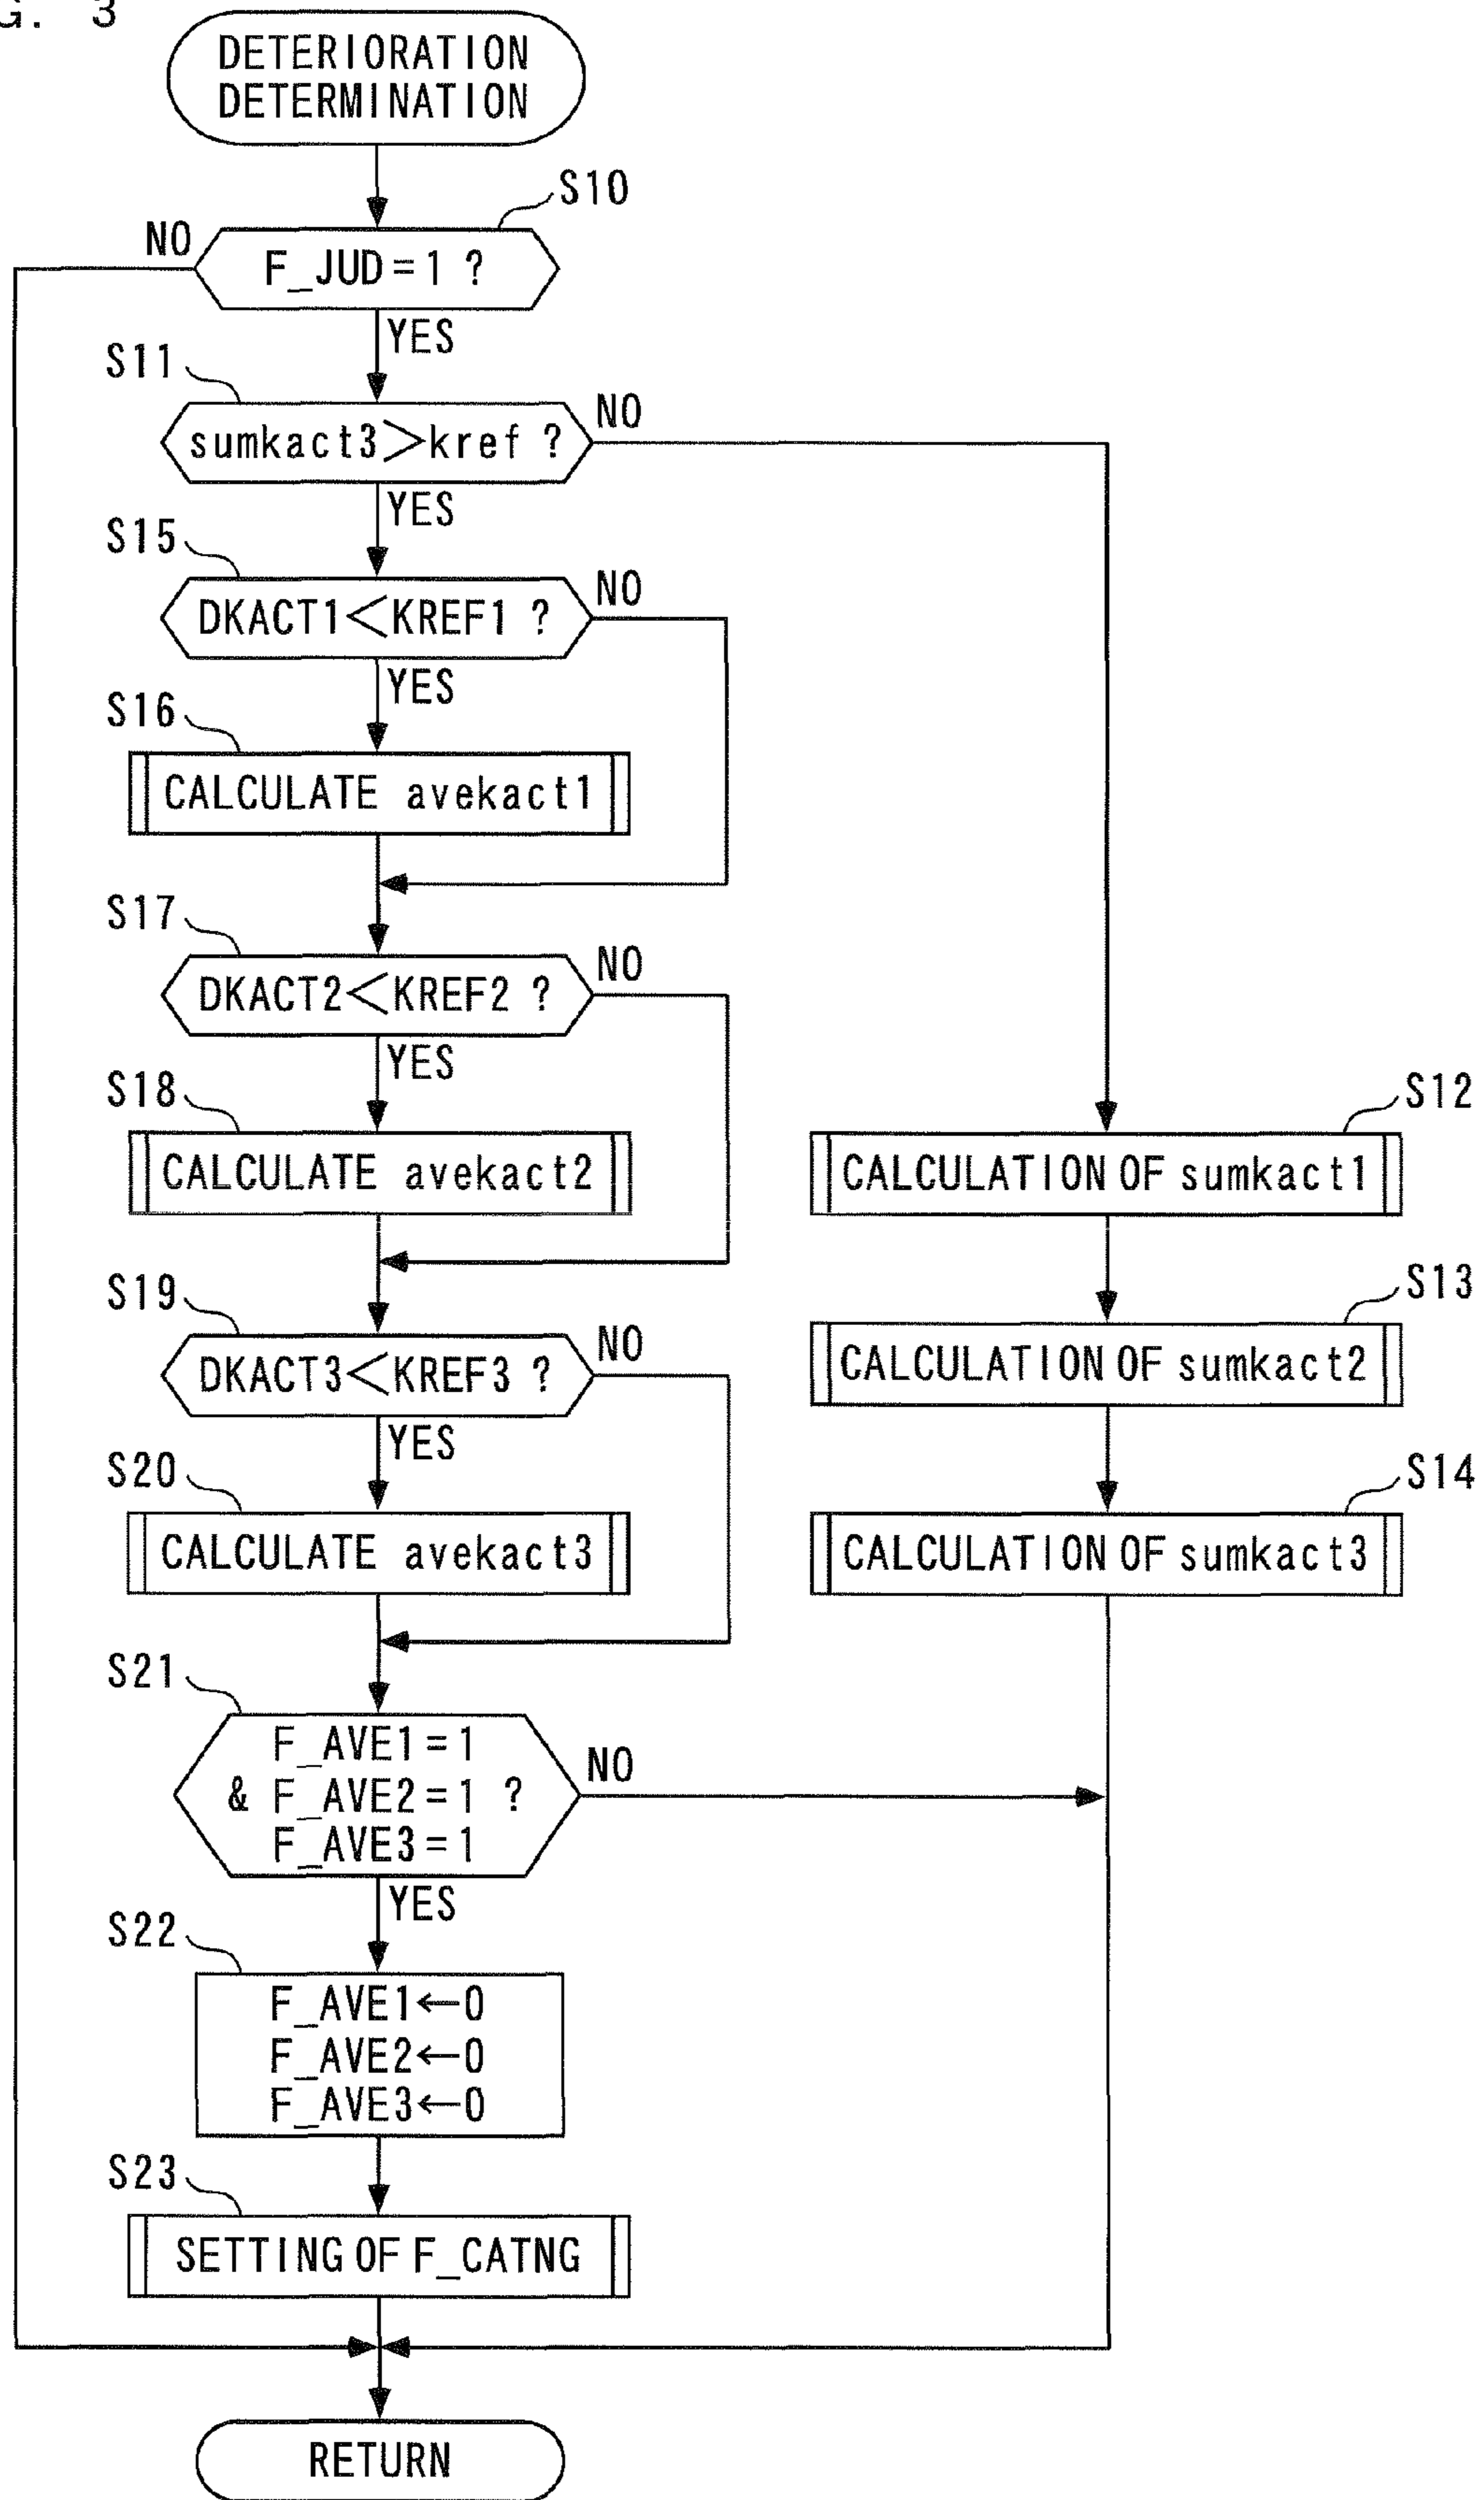 G. 3
DETERIORATION
DETERMINATION
S10
NO
F_JUD=1 ?
YES
S11
NO
sumkact3>kref ?
YES
S15
NO
DKACT1<KREF1 ?
YES
S16
CALCULATE avekact1
S17
NO
DKACT2<KREF2 ?
YES
S18
CALCULATE avekact2
S12
CALCULATION OF sumkact1
S19
NO
DKACT3<KREF3 ?
YES
S13
CALCULATION OF sumkact2
S20
CALCULATE avekact3
S14
CALCULATION OF sumkact3
S21
F_AVE1=1
& F_AVE2=1 ?
F_AVE3=1
NO
YES
S22
F_AVE1←0
F_AVE2←0
F_AVE3←0
S23
SETTING OF F_CATNG
RETURN